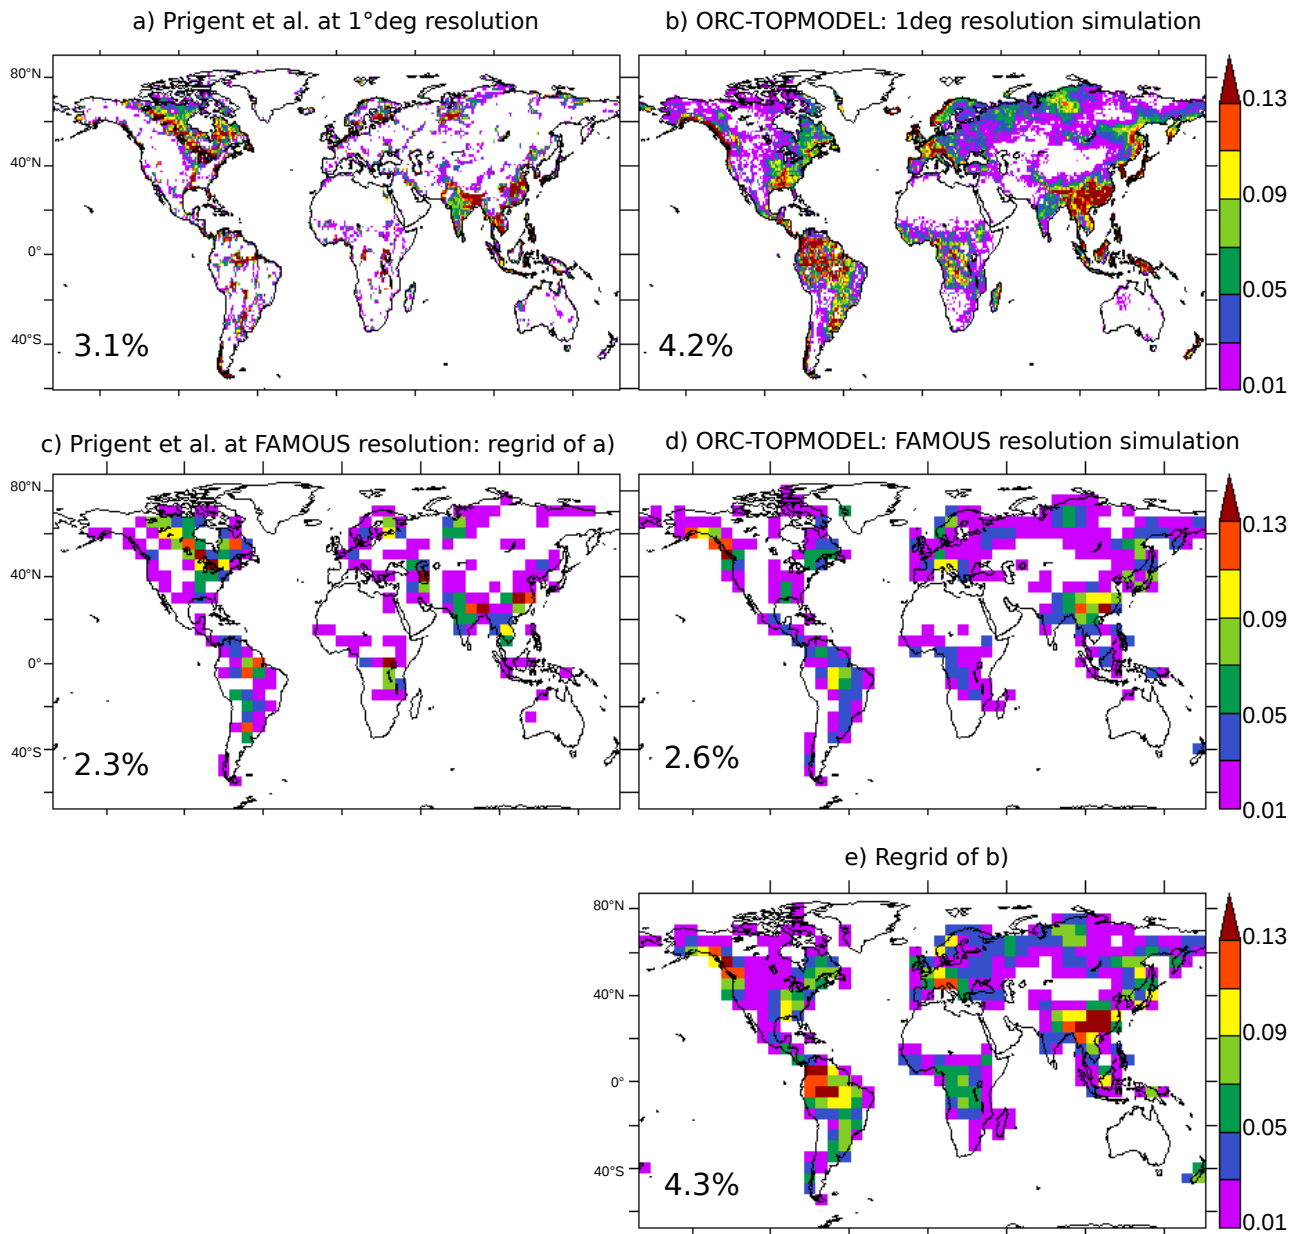 a) Prigent et al. at 1°deg resolution
b) ORC-TOPMODEL: 1deg resolution simulation
80°N
40°N
0°
40°S
3.1%
4.2%
0.13
0.09
0.05
0.01
c) Prigent et al. at FAMOUS resolution: regrid of a)
d) ORC-TOPMODEL: FAMOUS resolution simulation
80°N
40°N
0°
40°S
2.3%
2.6%
0.13
0.09
0.05
0.01
e) Regrid of b)
80°N
40°N
0°
40°S
4.3%
0.13
0.09
0.05
0.01